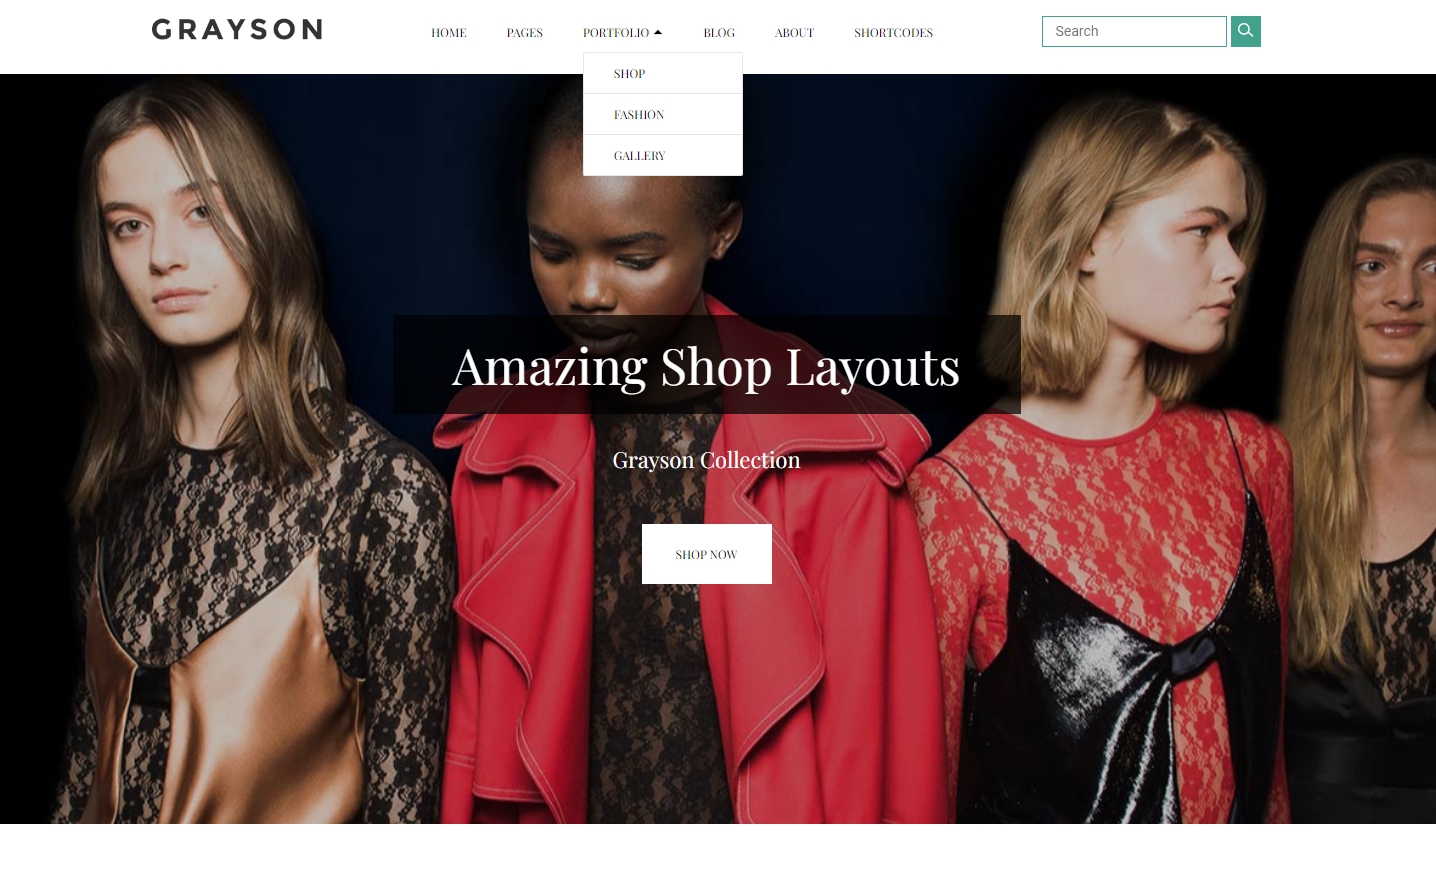 GRAYSON
HOME PAGES PORTFOLIO BLOG ABOUT SHORTCODES
Search
SHOP
FASHION
GALLERY
Amazing Shop Layouts
Grayson Collection
SHOP NOW